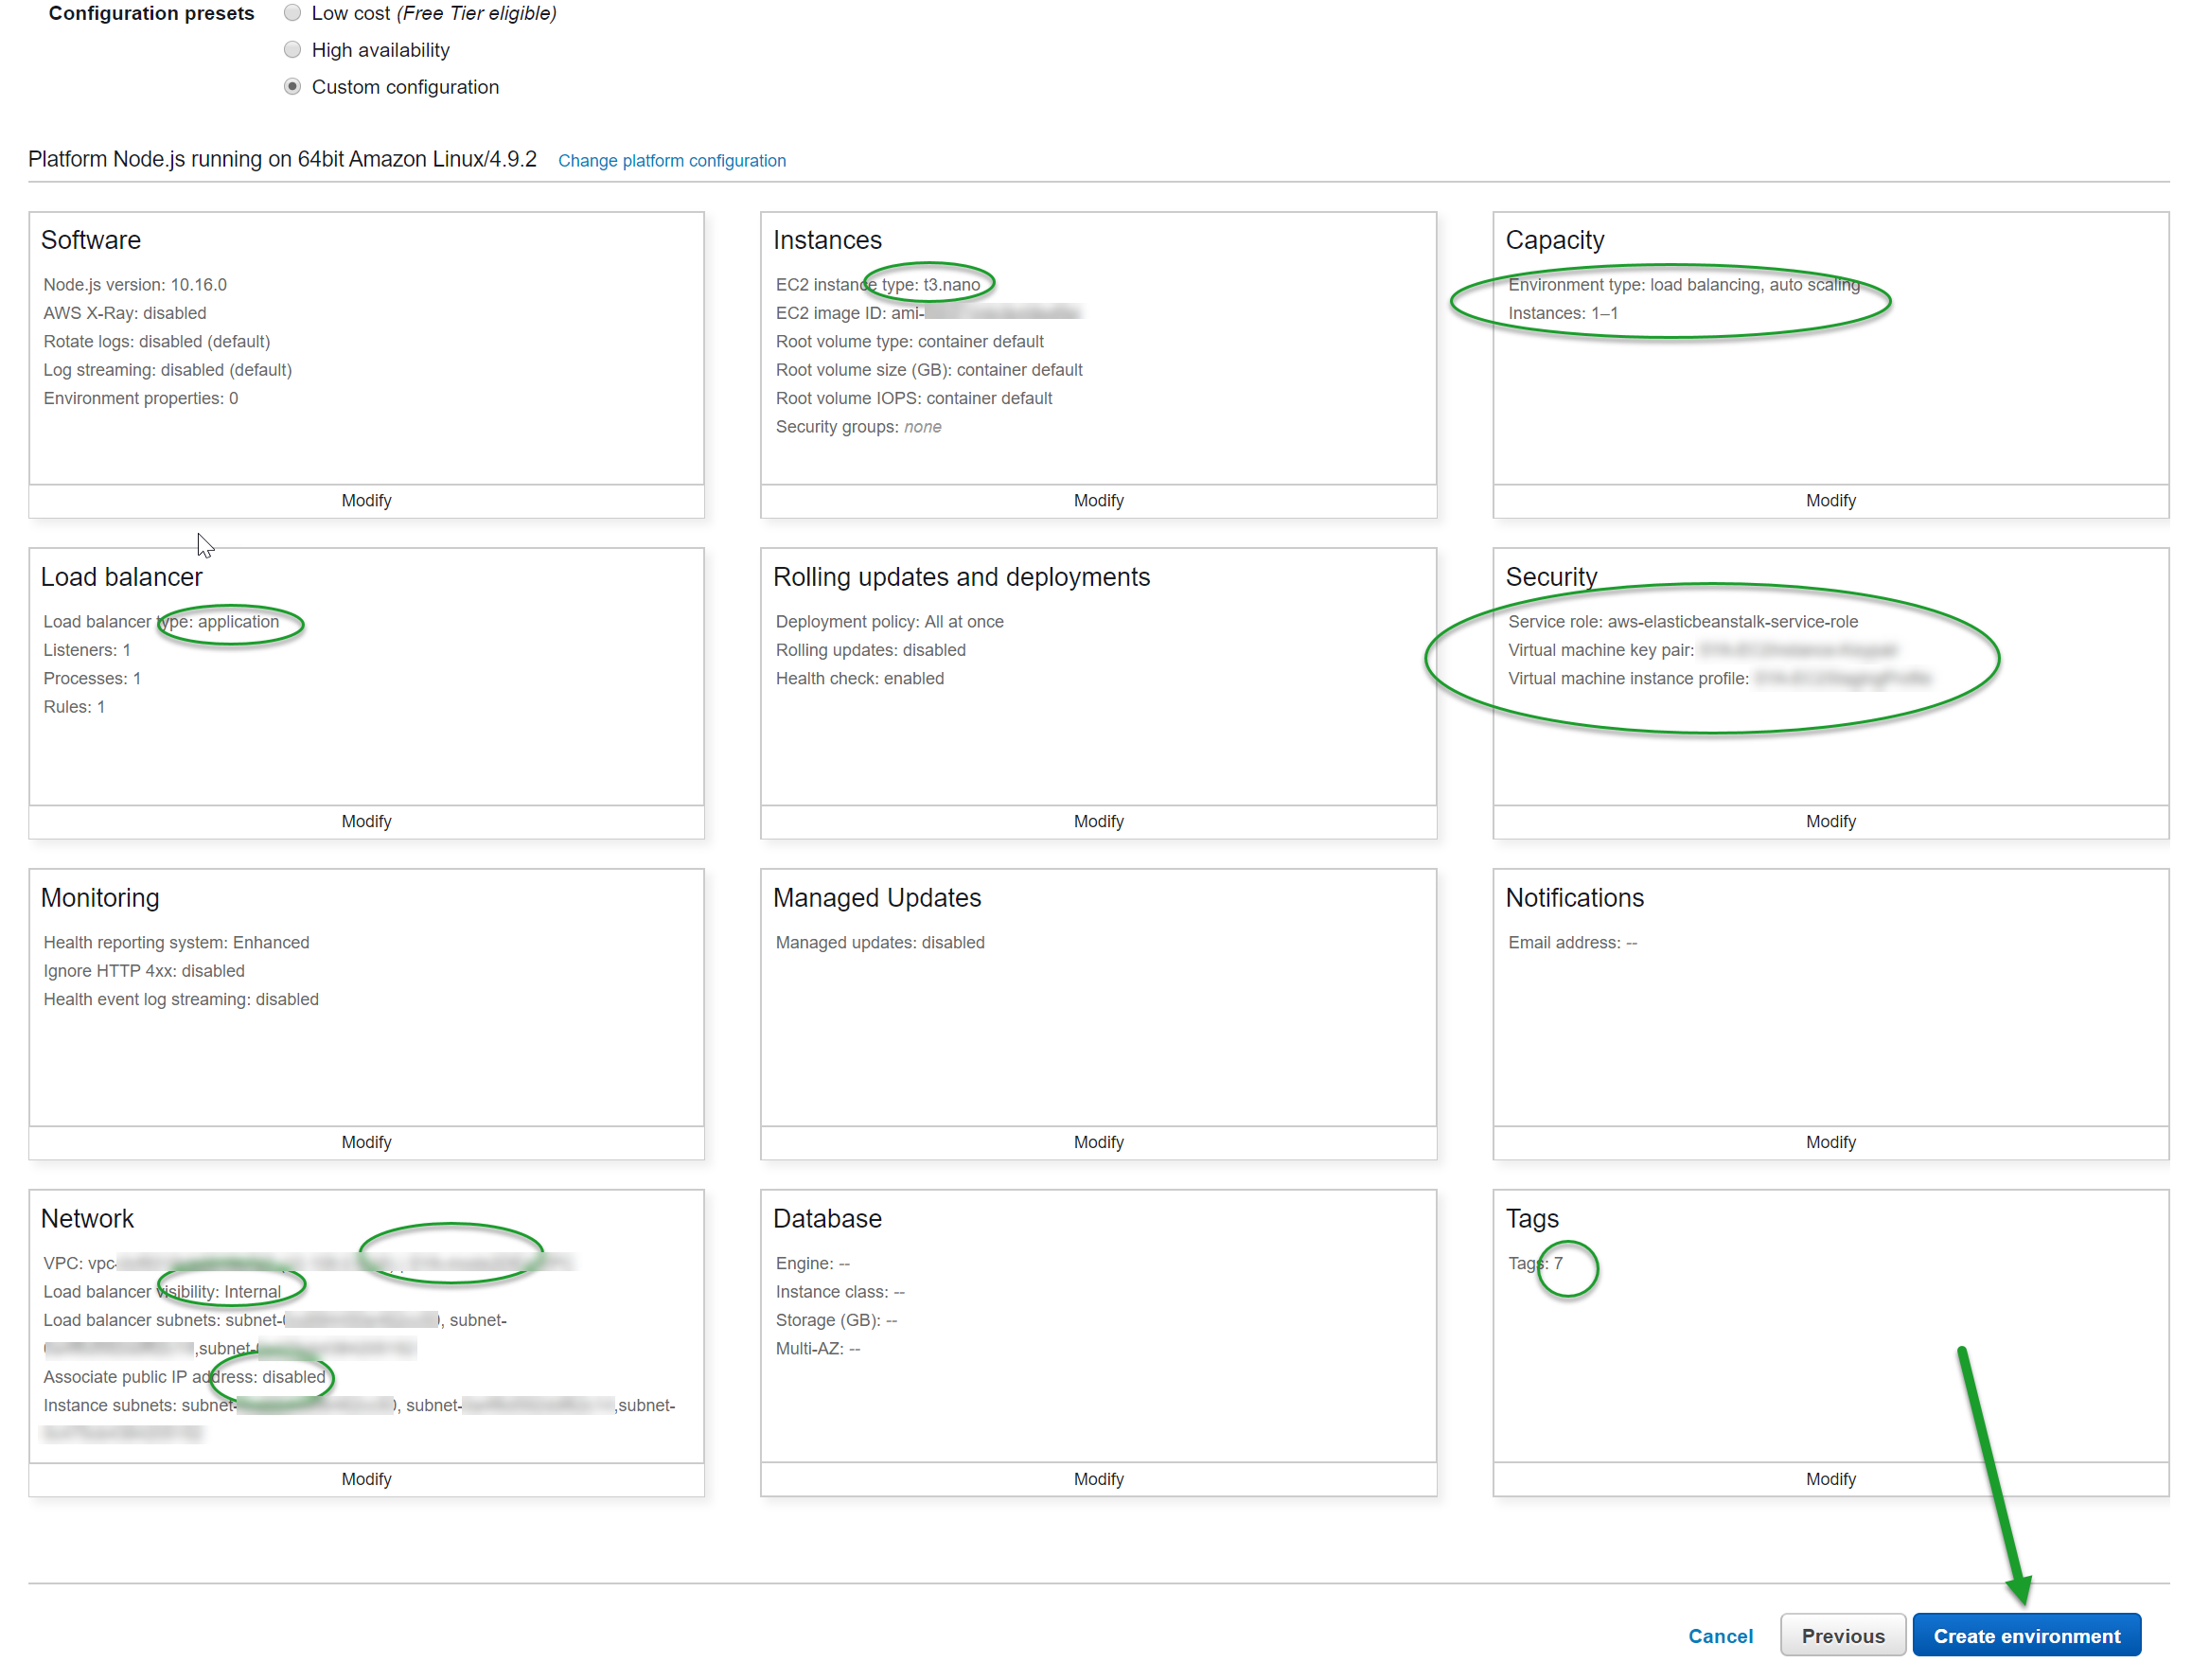 Configuration presets
Low cost (Free Tier eligible)
High availability
Custom configuration
Platform Node.js running on 64bit Amazon Linux/4.9.2 Change platform configuration
Software
Node.js version: 10.16.0
AWS X-Ray: disabled
Rotate logs: disabled (default)
Log streaming: disabled (default)
Environment properties: 0
Modify
Instances
EC2 instance type: t3.nano
EC2 image ID: ami-
Root volume type: container default
Root volume size (GB): container default
Root volume IOPS: container default
Security groups: none
Modify
Capacity
Environment type: load balancing, auto scaling
Instances: 1–1
Modify
Load balancer
Load balancer type: application
Listeners: 1
Processes: 1
Rules: 1
Modify
Rolling updates and deployments
Deployment policy: All at once
Rolling updates: disabled
Health check: enabled
Modify
Security
Service role: aws-elasticbeanstalk-service-role
Virtual machine key pair:
Virtual machine instance profile:
Modify
Monitoring
Health reporting system: Enhanced
Ignore HTTP 4xx: disabled
Health event log streaming: disabled
Modify
Managed Updates
Managed updates: disabled
Modify
Notifications
Email address: --
Modify
Network
VPC: vpc-
Load balancer visibility: Internal
Load balancer subnets: subnet- , subnet-
,subnet-
Associate public IP address: disabled
Instance subnets: subnet- , subnet- ,subnet-
Modify
Database
Engine: --
Instance class: --
Storage (GB): --
Multi-AZ: --
Modify
Tags
Tags: 7
Modify
Cancel Previous Create environment